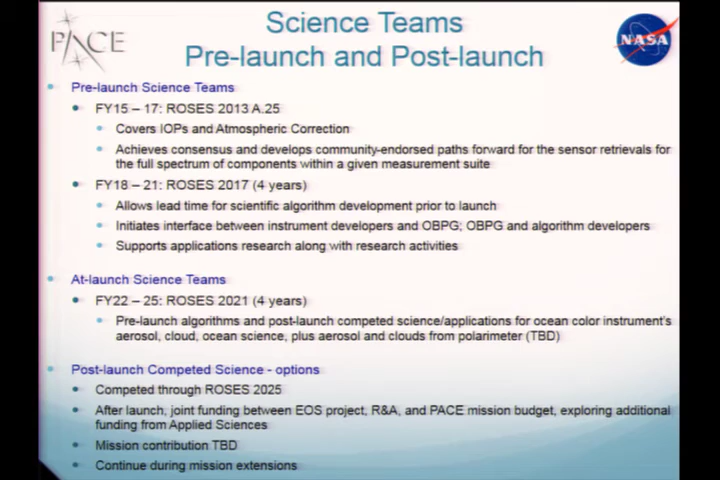 PACE
Science Teams
Pre-launch and Post-launch
NASA
Pre-launch Science Teams
FY15 – 17: ROSES 2013 A.25
Covers IOPs and Atmospheric Correction
Achieves consensus and develops community-endorsed paths forward for the sensor retrievals for
the full spectrum of components within a given measurement suite
FY18 – 21: ROSES 2017 (4 years)
Allows lead time for scientific algorithm development prior to launch
Initiates interface between instrument developers and OBPG; OBPG and algorithm developers
Supports applications research along with research activities
At-launch Science Teams
FY22 – 25: ROSES 2021 (4 years)
Pre-launch algorithms and post-launch competed science/applications for ocean color instrument's
aerosol, cloud, ocean science, plus aerosol and clouds from polarimeter (TBD)
Post-launch Competed Science - options
Competed through ROSES 2025
After launch, joint funding between EOS project, R&A, and PACE mission budget, exploring additional
funding from Applied Sciences
Mission contribution TBD
Continue during mission extensions